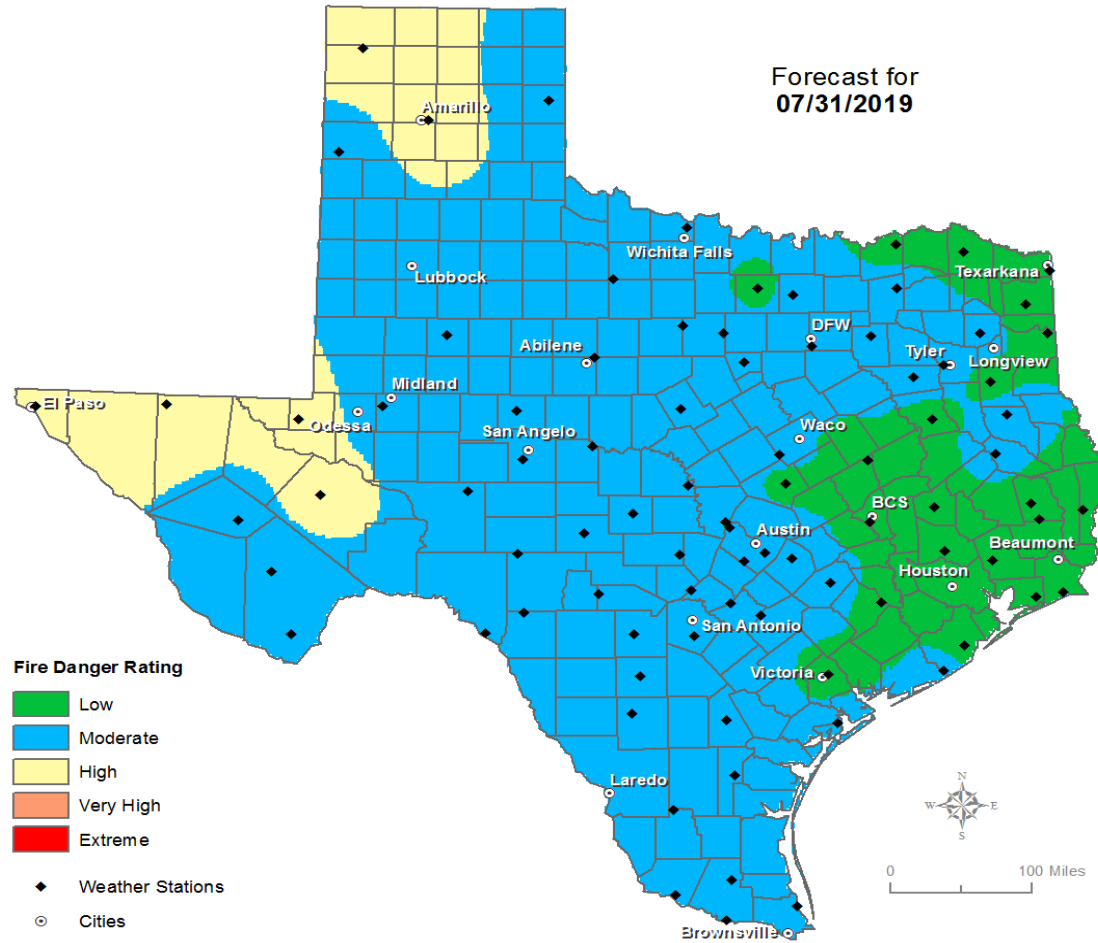 Forecast for
07/31/2019
Amarillo
Wichita Falls
Texarkana
Lubbock
DFW
Abilene
Tyler
Longview
Midland
El Paso
Odessa
San Angelo
Waco
BCS
Austin
Beaumont
Houston
San Antonio
Victoria
Laredo
Brownsville
Fire Danger Rating
Low
Moderate
High
Very High
Extreme
Weather Stations
Cities
N
W E
S
0 100 Miles